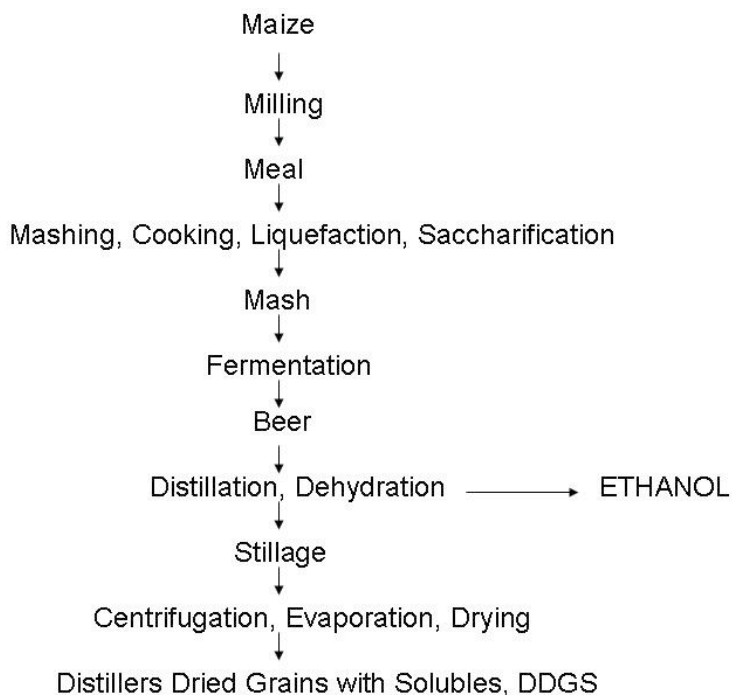 Maize
Milling
Meal
Mashing, Cooking, Liquefaction, Saccharification
Mash
Fermentation
Beer
Distillation, Dehydration
ETHANOL
Stillage
Centrifugation, Evaporation, Drying
Distillers Dried Grains with Solubles, DDGS